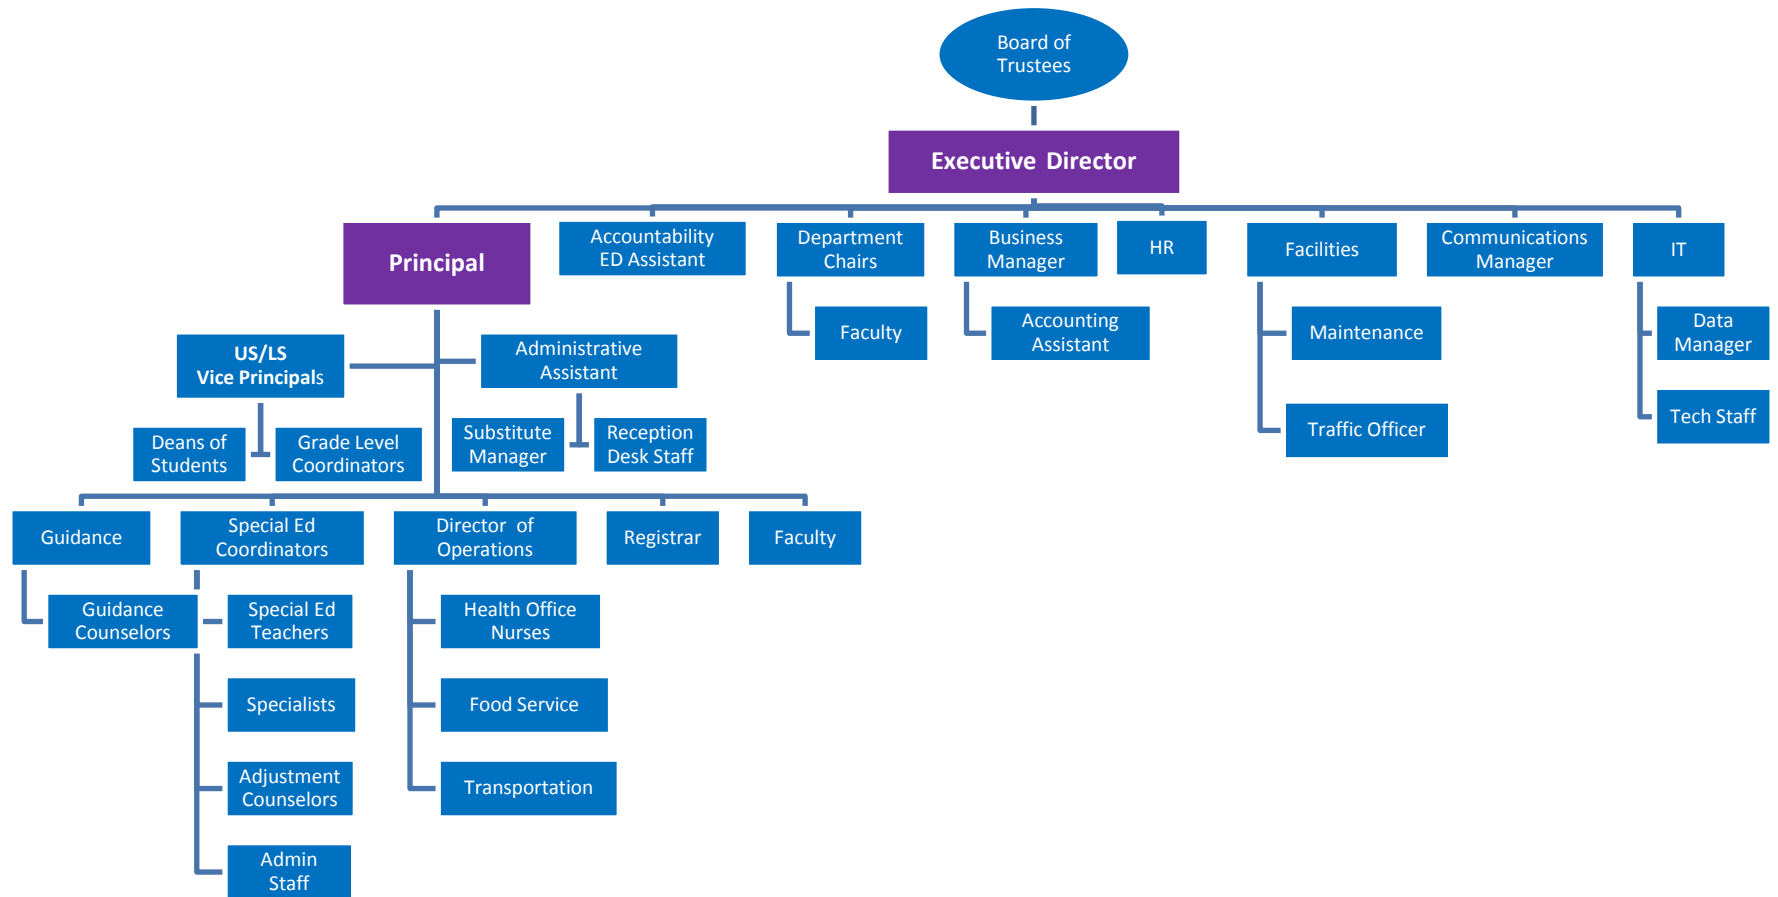 Board of
Trustees
Executive Director
Principal
Accountability
ED Assistant
Department
Chairs
Business
Manager
HR
Facilities
Communications
Manager
IT
Faculty
Accounting
Assistant
Maintenance
Data
Manager
US/LS
Vice Principals
Administrative
Assistant
Traffic Officer
Tech Staff
Deans of
Students
Grade Level
Coordinators
Substitute
Manager
Reception
Desk Staff
Guidance
Special Ed
Coordinators
Director of
Operations
Registrar
Faculty
Guidance
Counselors
Special Ed
Teachers
Health Office
Nurses
Specialists
Food Service
Adjustment
Counselors
Transportation
Admin
Staff